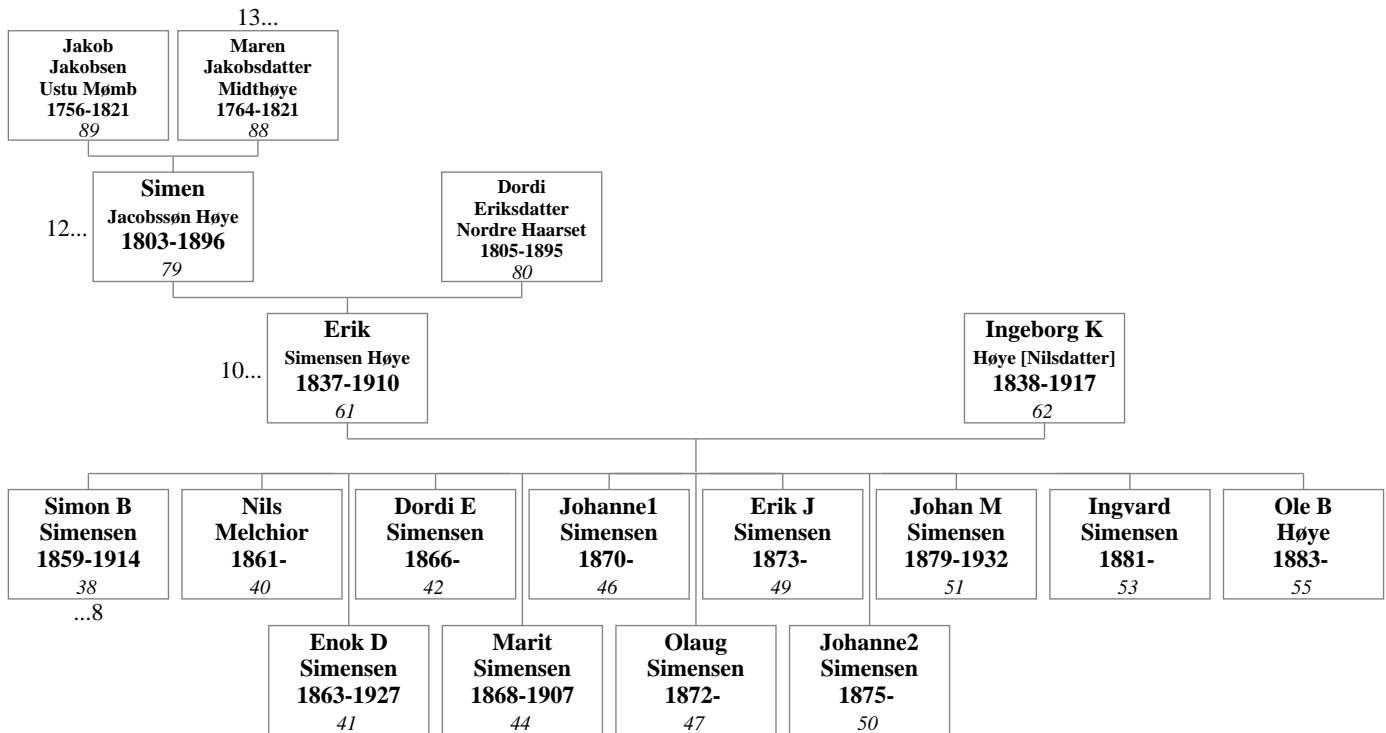 13...
Jakob
Jakobsen
Ustu Mømb
1756-1821
89
Maren
Jakobsdatter
Midthøye
1764-1821
88
12...
Simen
Jacobssøn Høye
1803-1896
79
Dordi
Eriksdatter
Nordre Haarset
1805-1895
80
10...
Erik
Simensen Høye
1837-1910
61
Ingeborg K
Høye [Nilsdatter]
1838-1917
62
Simon B
Simensen
1859-1914
38
...8
Nils
Melchior
1861-
40
Dordi E
Simensen
1866-
42
Johanne1
Simensen
1870-
46
Erik J
Simensen
1873-
49
Johan M
Simensen
1879-1932
51
Ingvard
Simensen
1881-
53
Ole B
Høye
1883-
55
Enok D
Simensen
1863-1927
41
Marit
Simensen
1868-1907
44
Olaug
Simensen
1872-
47
Johanne2
Simensen
1875-
50